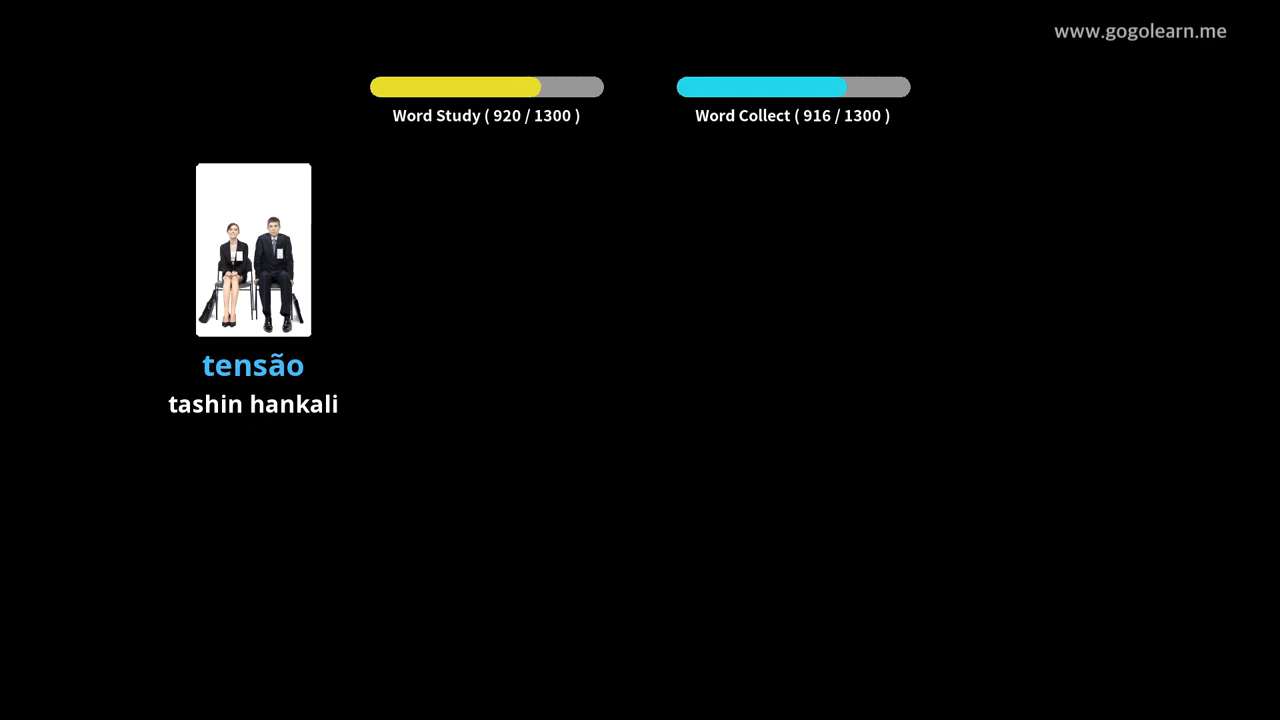 www.gogolearn.me
Word Study ( 920 / 1300 )
Word Collect ( 916 / 1300 )
tensão
tashin hankali